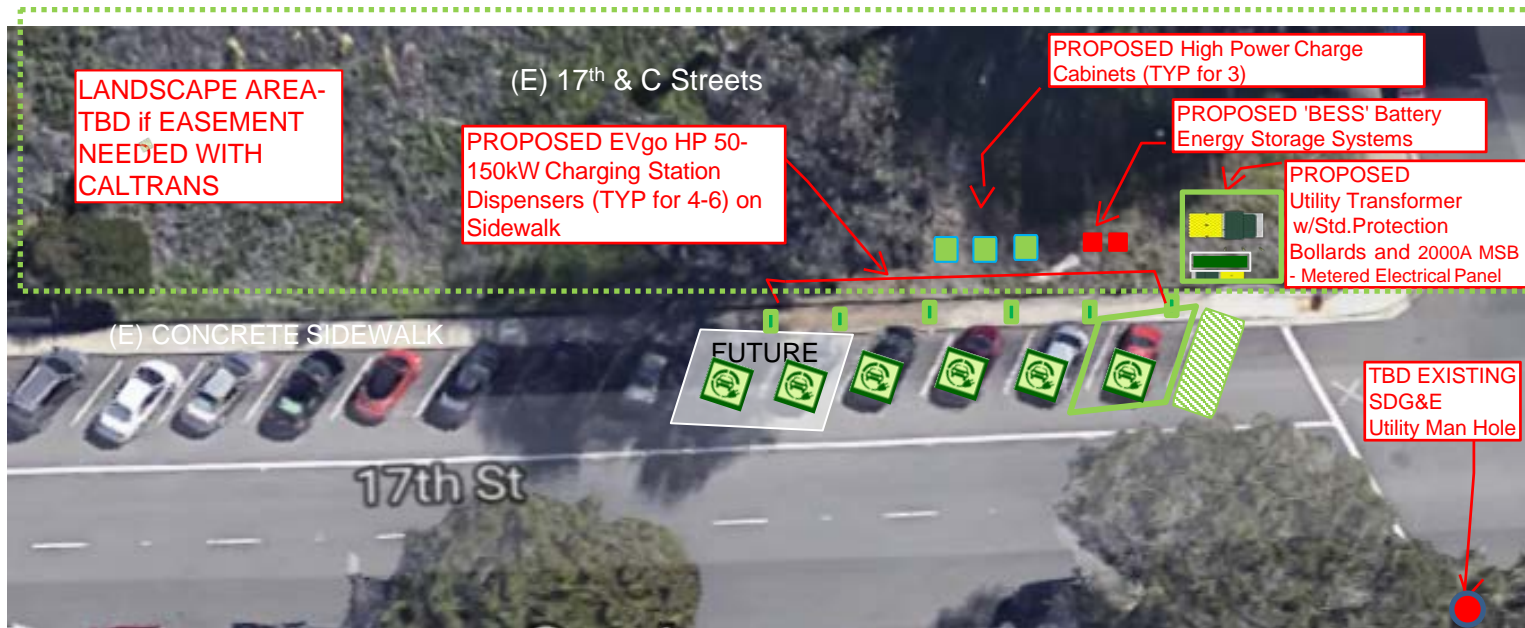 LANDSCAPE AREA-
TBD if EASEMENT
NEEDED WITH
CALTRANS
(E) 17th & C Streets
PROPOSED EVgo HP 50-
150kW Charging Station
Dispensers (TYP for 4-6) on
Sidewalk
PROPOSED High Power Charge
Cabinets (TYP for 3)
PROPOSED 'BESS' Battery
Energy Storage Systems
PROPOSED
Utility Transformer
w/Std.Protection
Bollards and 2000A MSB
- Metered Electrical Panel
(E) CONCRETE SIDEWALK
FUTURE
TBD EXISTING
SDG&E
Utility Man Hole
17th St